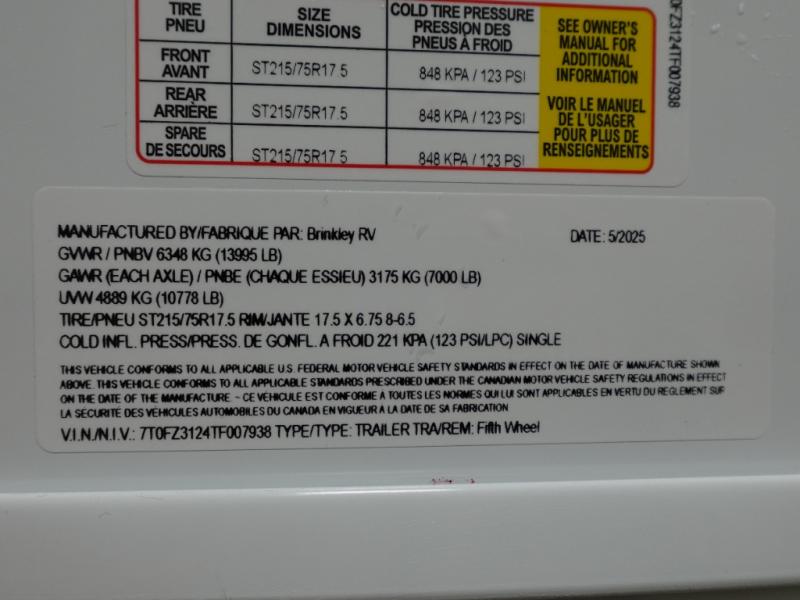 TIRE PNEU SIZE DIMENSIONS COLD TIRE PRESSURE PRESSION DES PNEUS À FROID
FRONT AVANT ST215/75R17.5 848 KPA / 123 PSI
REAR ARRIÈRE ST215/75R17.5 848 KPA / 123 PSI
SPARE DE SECOURS ST215/75R17.5 848 KPA / 123 PSI
SEE OWNER'S
MANUAL FOR
ADDITIONAL
INFORMATION
VOIR LE MANUEL
DE L'USAGER
POUR PLUS DE
RENSEIGNEMENTS
0FZ3124TF007938
MANUFACTURED BY/FABRIQUE PAR: Brinkley RV DATE: 5/2025
GVWR / PNBV 6348 KG (13995 LB)
GAWR (EACH AXLE) / PNBE (CHAQUE ESSIEU) 3175 KG (7000 LB)
UVW 4889 KG (10778 LB)
TIRE/PNEU ST215/75R17.5 RIM/JANTE 17.5 X 6.75 8-6.5
COLD INFL. PRESS/PRESS. DE GONFL. A FROID 221 KPA (123 PSI/LPC) SINGLE
THIS VEHICLE CONFORMS TO ALL APPLICABLE U.S. FEDERAL MOTOR VEHICLE SAFETY STANDARDS IN EFFECT ON THE DATE OF MANUFACTURE SHOWN
ABOVE. THIS VEHICLE CONFORMS TO ALL APPLICABLE STANDARDS PRESCRIBED UNDER THE CANADIAN MOTOR VEHICLE SAFETY REGULATIONS IN EFFECT
ON THE DATE OF THE MANUFACTURE ~ CE VEHICULE EST CONFORME A TOUTES LES NORMES QUI LUI SONT APPLICABLES EN VERTU DU REGLEMENT SUR
LA SECURITE DES VEHICULES AUTOMOBILES DU CANADA EN VIGUEUR A LA DATE DE SA FABRICATION
V.I.N./N.I.V.: 7T0FZ3124TF007938 TYPE/TYPE: TRAILER TRA/REM: Fifth Wheel